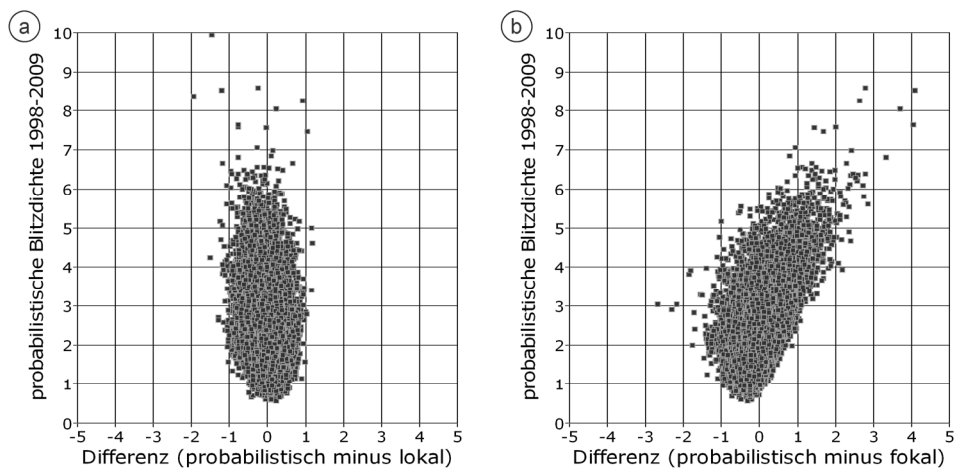 a
probabilistische Blitzdichte 1998-2009
10
9
8
7
6
5
4
3
2
1
0
-5 -4 -3 -2 -1 0 1 2 3 4 5
Differenz (probabilistisch minus lokal)
b
probabilistische Blitzdichte 1998-2009
10
9
8
7
6
5
4
3
2
1
0
-5 -4 -3 -2 -1 0 1 2 3 4 5
Differenz (probabilistisch minus fokal)